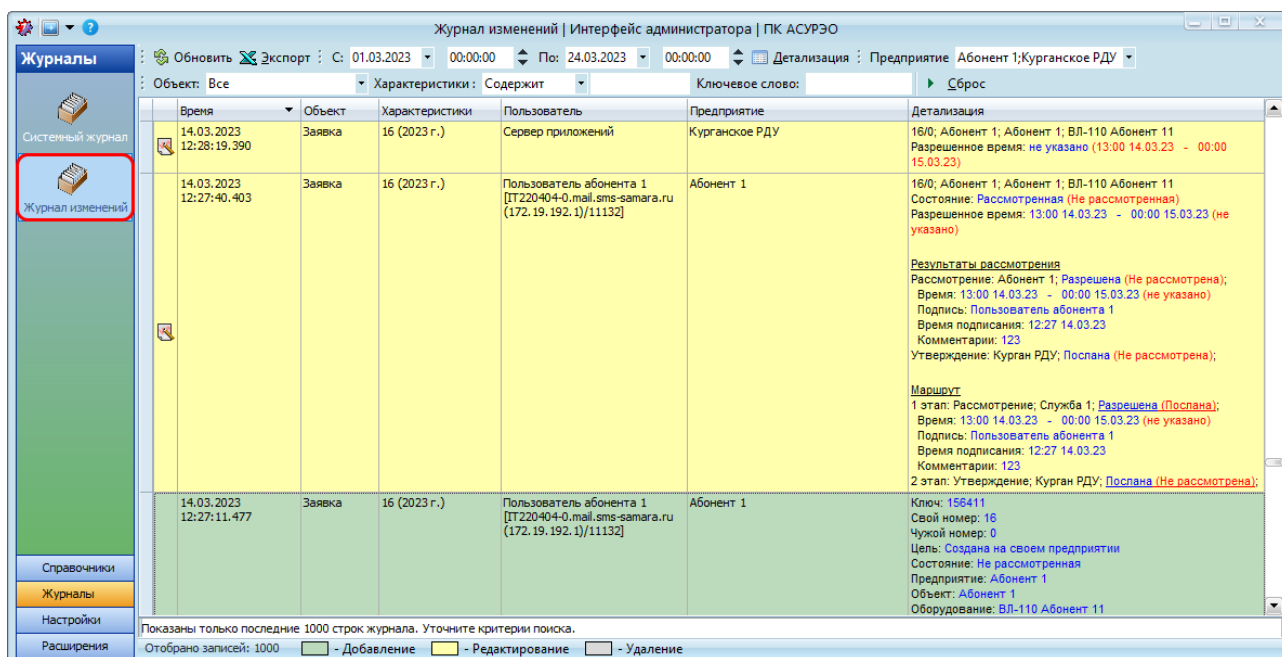 Журнал изменений | Интерфейс администратора | ПК АСУРЭО
Журналы
Обновить Экспорт С: 01.03.2023 00:00:00 По: 24.03.2023 00:00:00 Детализация Предприятие Абонент 1;Курганское РДУ
Объект: Все Характеристики : Содержит Ключевое слово: Сброс
Системный журнал
Журнал изменений
Время Объект Характеристики Пользователь Предприятие Детализация
14.03.2023
12:28:19.390
Заявка
16 (2023 г.)
Сервер приложений
Курганское РДУ
16/0; Абонент 1; Абонент 1; ВЛ-110 Абонент 11
Разрешенное время: не указано (13:00 14.03.23 - 00:00
15.03.23)
14.03.2023
12:27:40.403
Заявка
16 (2023 г.)
Пользователь абонента 1
[IT220404-0.mail.sms-samara.ru
(172.19.192.1)/11132]
Абонент 1
16/0; Абонент 1; Абонент 1; ВЛ-110 Абонент 11
Состояние: Рассмотренная (Не рассмотренная)
Разрешенное время: 13:00 14.03.23 - 00:00 15.03.23 (не
указано)
Результаты рассмотрения
Рассмотрение: Абонент 1; Разрешена (Не рассмотрена);
Время: 13:00 14.03.23 - 00:00 15.03.23 (не указано)
Подпись: Пользователь абонента 1
Время подписания: 12:27 14.03.23
Комментарии: 123
Утверждение: Курган РДУ; Послана (Не рассмотрена);
Маршрут
1 этап: Рассмотрение; Служба 1; Разрешена (Послана);
Время: 13:00 14.03.23 - 00:00 15.03.23 (не указано)
Подпись: Пользователь абонента 1
Время подписания: 12:27 14.03.23
Комментарии: 123
2 этап: Утверждение; Курган РДУ; Послана (Не рассмотрена);
14.03.2023
12:27:11.477
Заявка
16 (2023 г.)
Пользователь абонента 1
[IT220404-0.mail.sms-samara.ru
(172.19.192.1)/11132]
Абонент 1
Ключ: 156411
Свой номер: 16
Чужой номер: 0
Цель: Создана на своем предприятии
Состояние: Не рассмотренная
Предприятие: Абонент 1
Объект: Абонент 1
Оборудование: ВЛ-110 Абонент 11
Справочники
Журналы
Настройки
Расширения
Показаны только последние 1000 строк журнала. Уточните критерии поиска.
Отобрано записей: 1000 - Добавление - Редактирование - Удаление